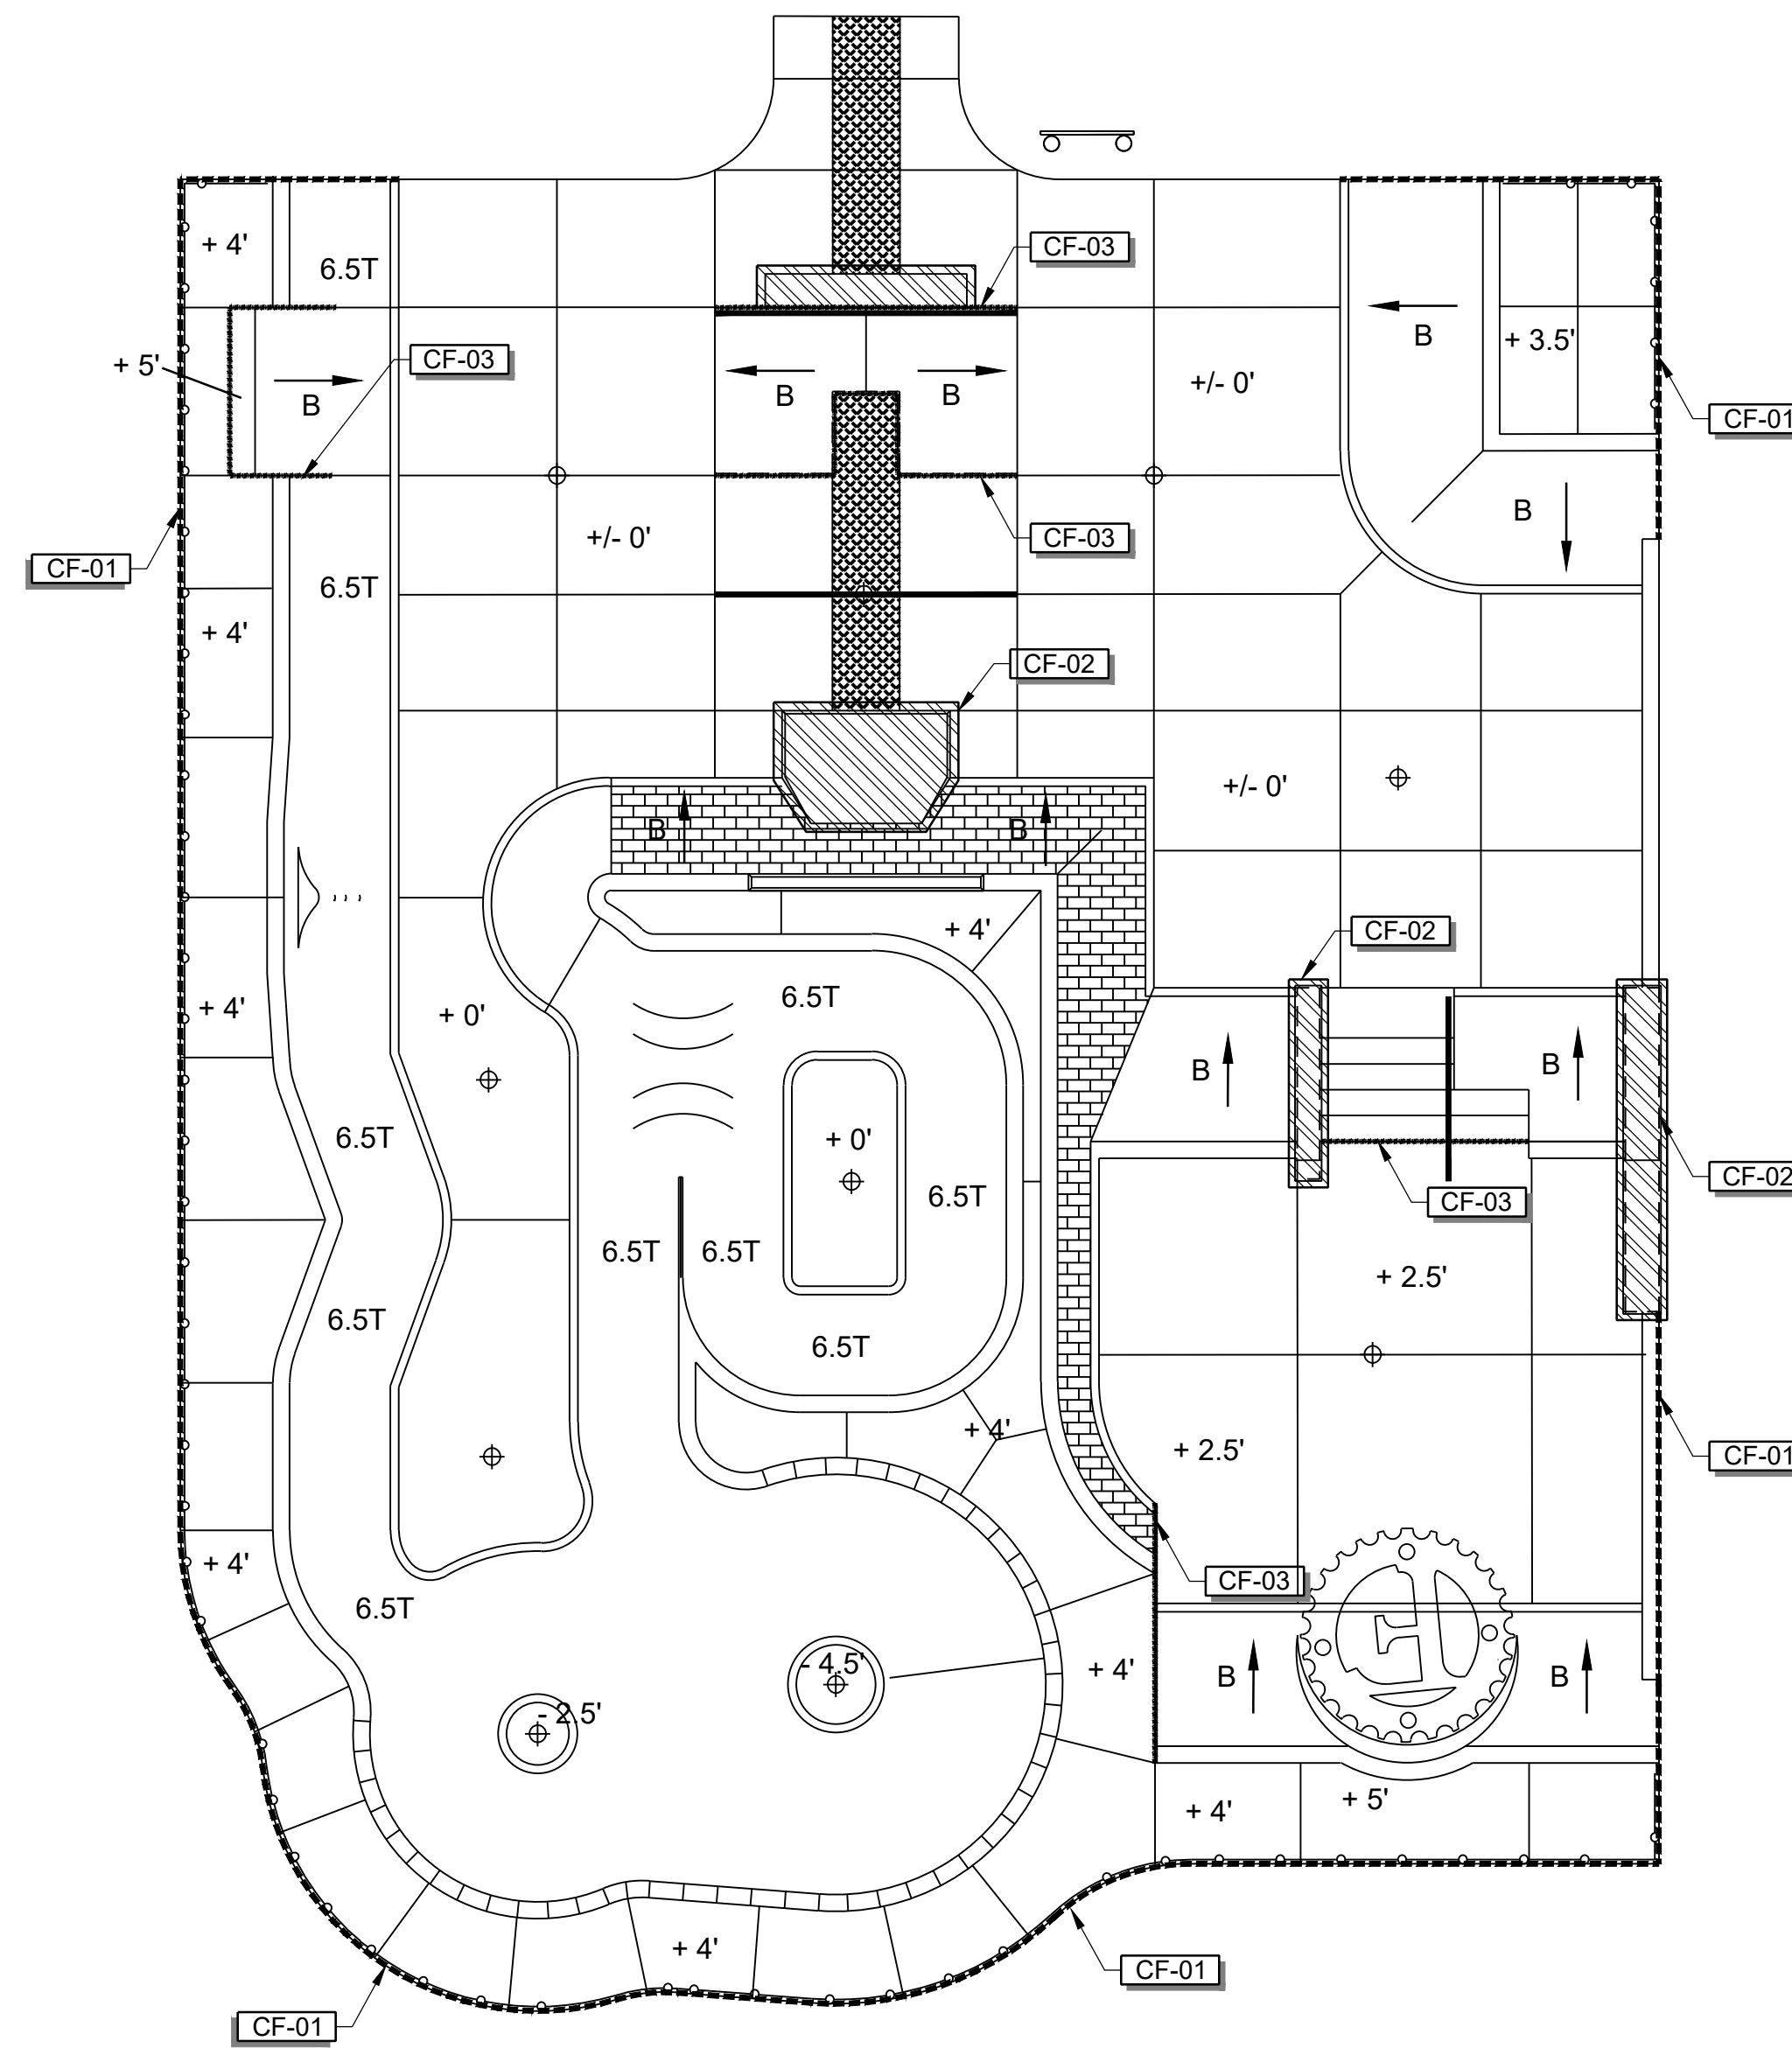 + 4'
6.5T
CF-03
B
+ 3.5'
+ 5'
CF-03
B
B
B
+/- 0'
CF-01
B
+/- 0'
CF-03
CF-01
6.5T
+ 4'
CF-02
+/- 0'
B
B
+ 4'
CF-02
6.5T
+ 4'
+ 0'
B
B
6.5T
+ 0'
CF-02
6.5T
CF-03
6.5T
6.5T
+ 2.5'
6.5T
6.5T
+ 4'
+ 2.5'
CF-01
+ 4'
CF-03
6.5T
- 4.5'
+ 4'
B
B
- 2.5'
+ 4'
+ 5'
+ 4'
CF-01
CF-01